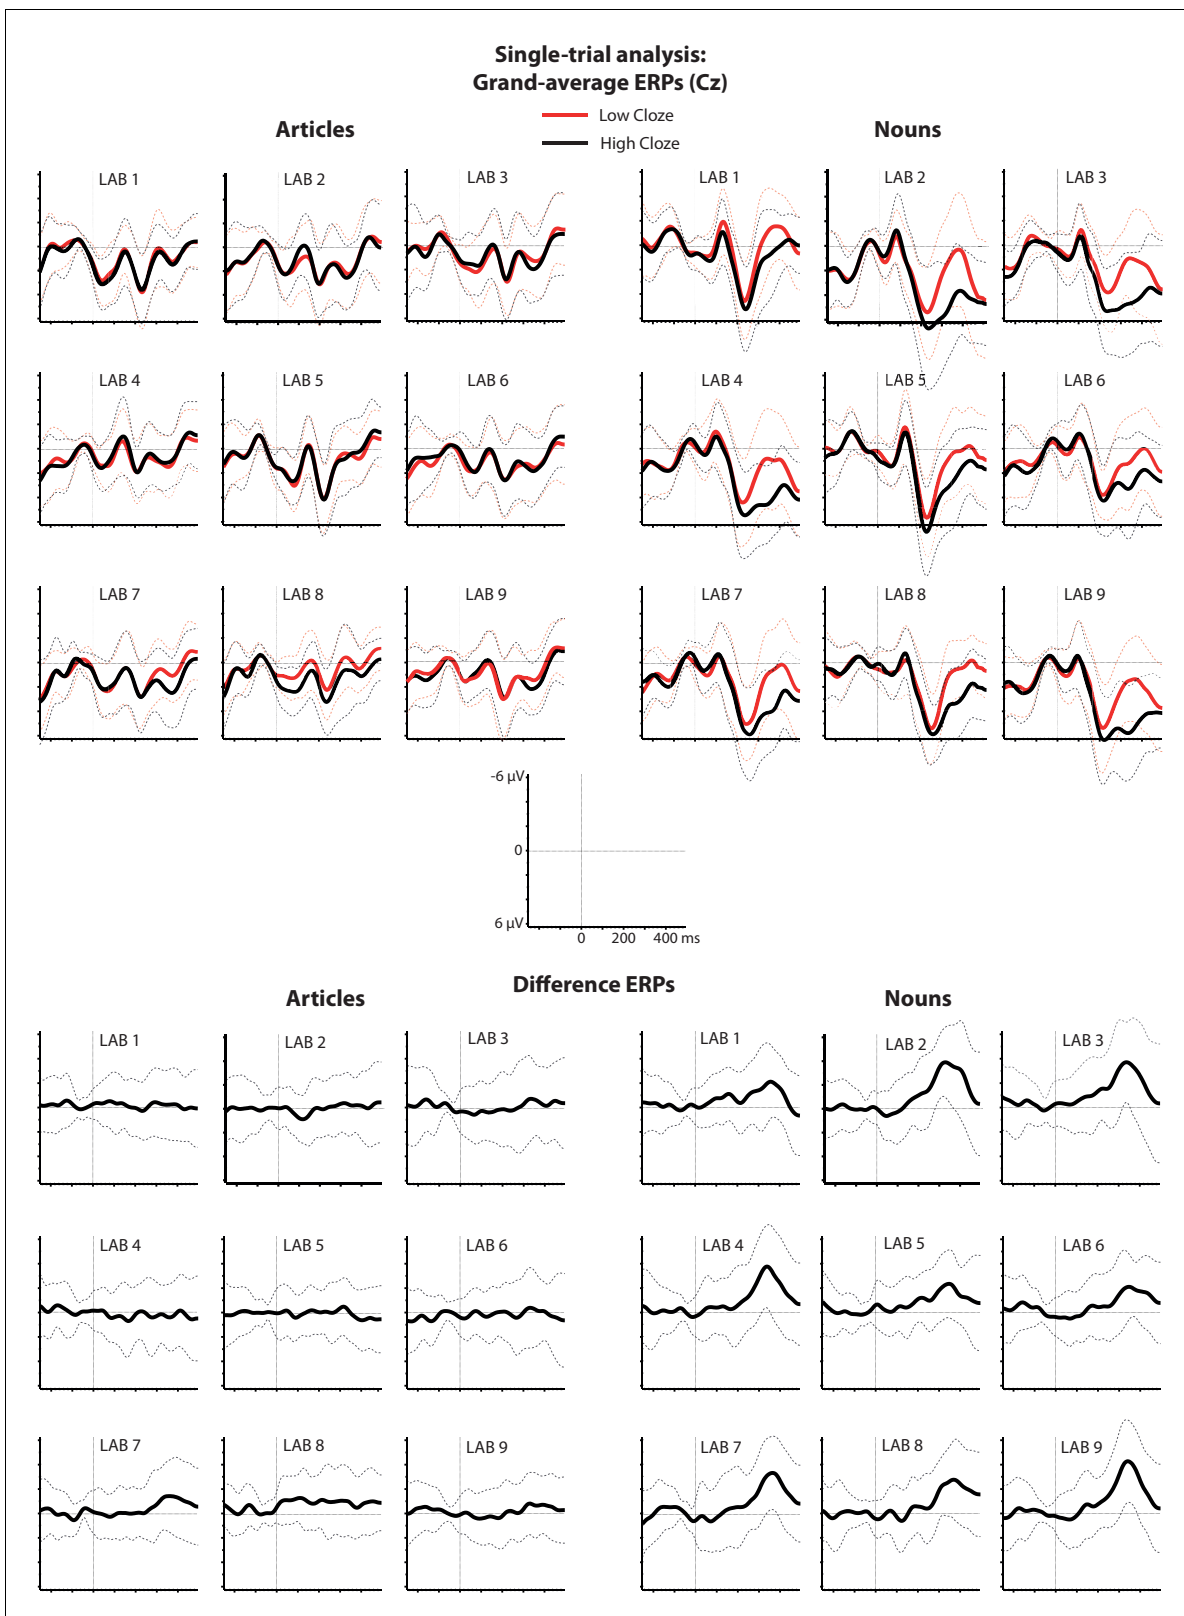 Single-trial analysis:
Grand-average ERPs (Cz)
Low Cloze
High Cloze
Articles
Nouns
LAB 1
LAB 2
LAB 3
LAB 1
LAB 2
LAB 3
LAB 4
LAB 5
LAB 6
LAB 4
LAB 5
LAB 6
LAB 7
LAB 8
LAB 9
LAB 7
LAB 8
LAB 9
-6 µV
0
6 µV
0 200 400 ms
Difference ERPs
Articles
Nouns
LAB 1
LAB 2
LAB 3
LAB 1
LAB 2
LAB 3
LAB 4
LAB 5
LAB 6
LAB 4
LAB 5
LAB 6
LAB 7
LAB 8
LAB 9
LAB 7
LAB 8
LAB 9